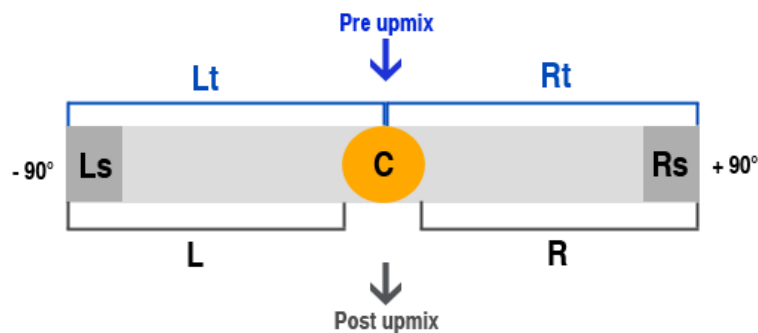 Pre upmix
Lt Rt
- 90° Ls C Rs + 90°
L R
Post upmix